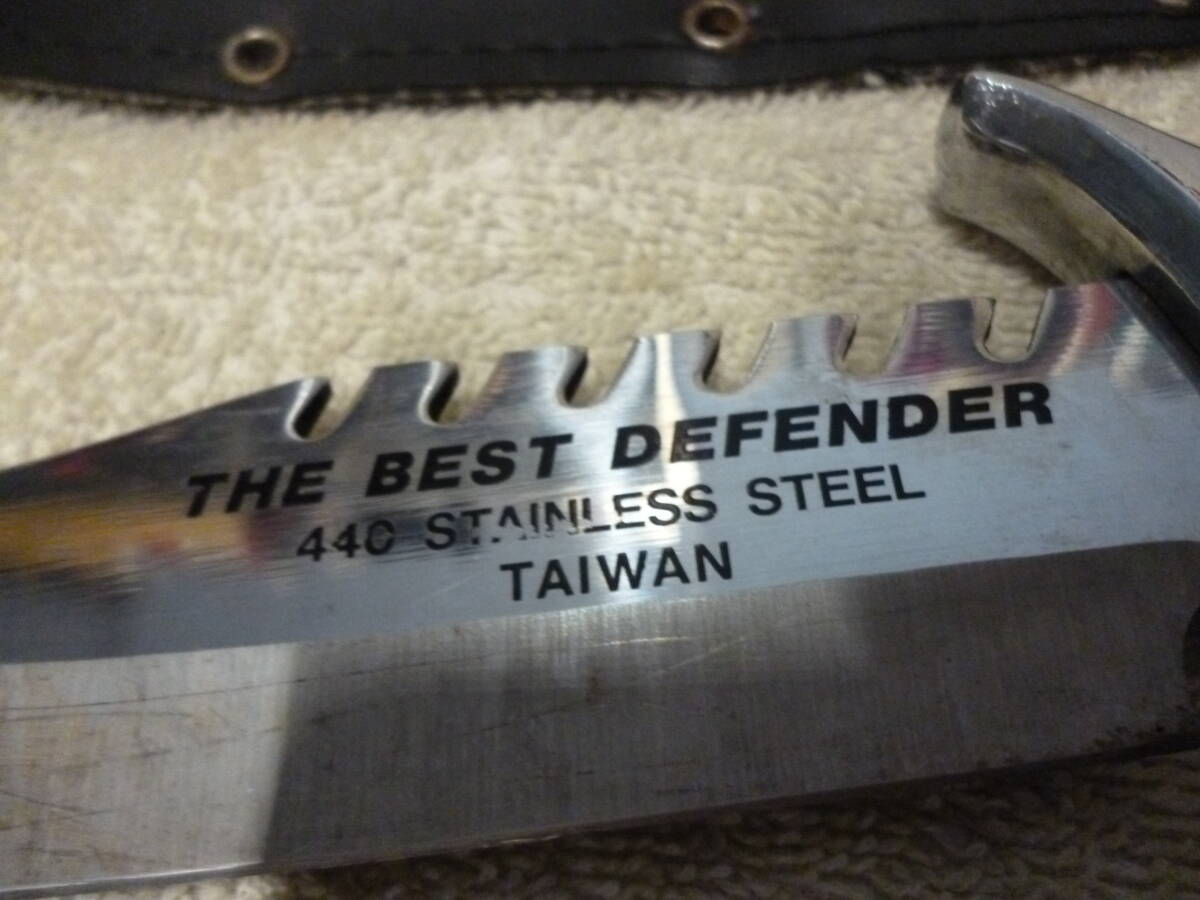 THE BEST DEFENDER
440 STAINLESS STEEL
TAIWAN